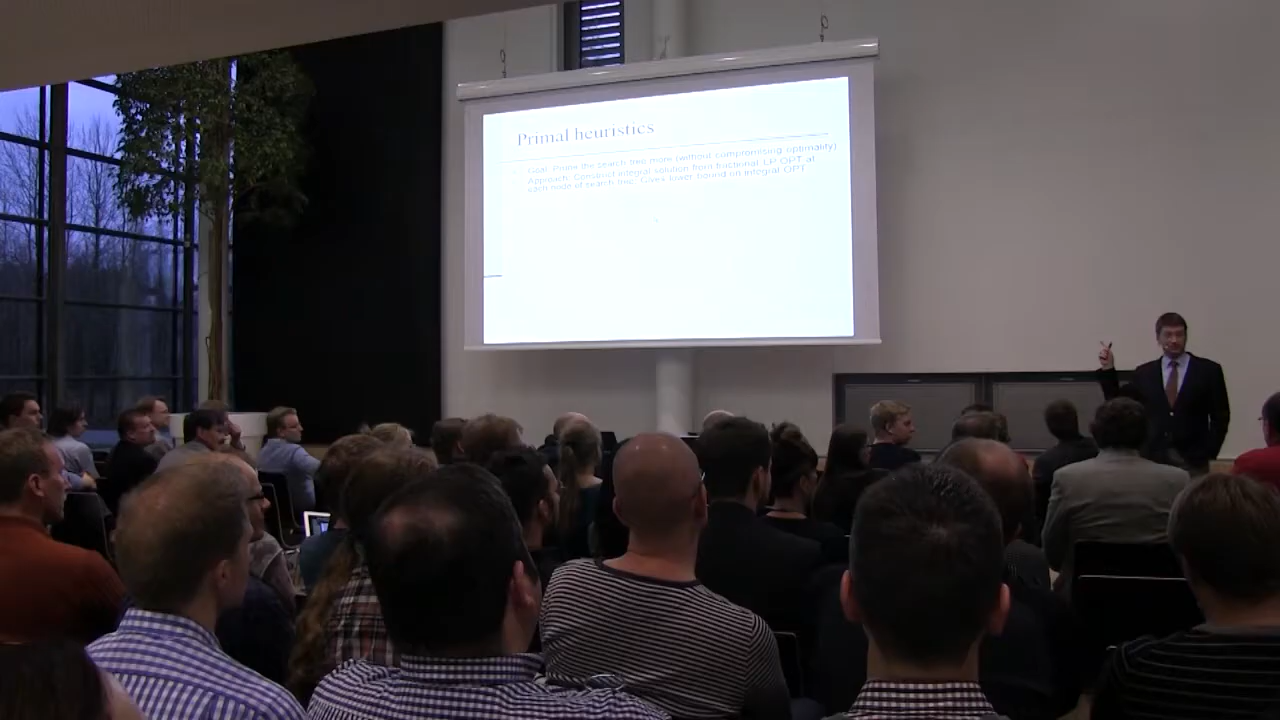 Primal heuristics
Goal: Prune the search tree more (without compromising optimality)
Approach: Construct integral solution from fractional LP OPT at
each node of search tree. Gives lower bound on integral OPT